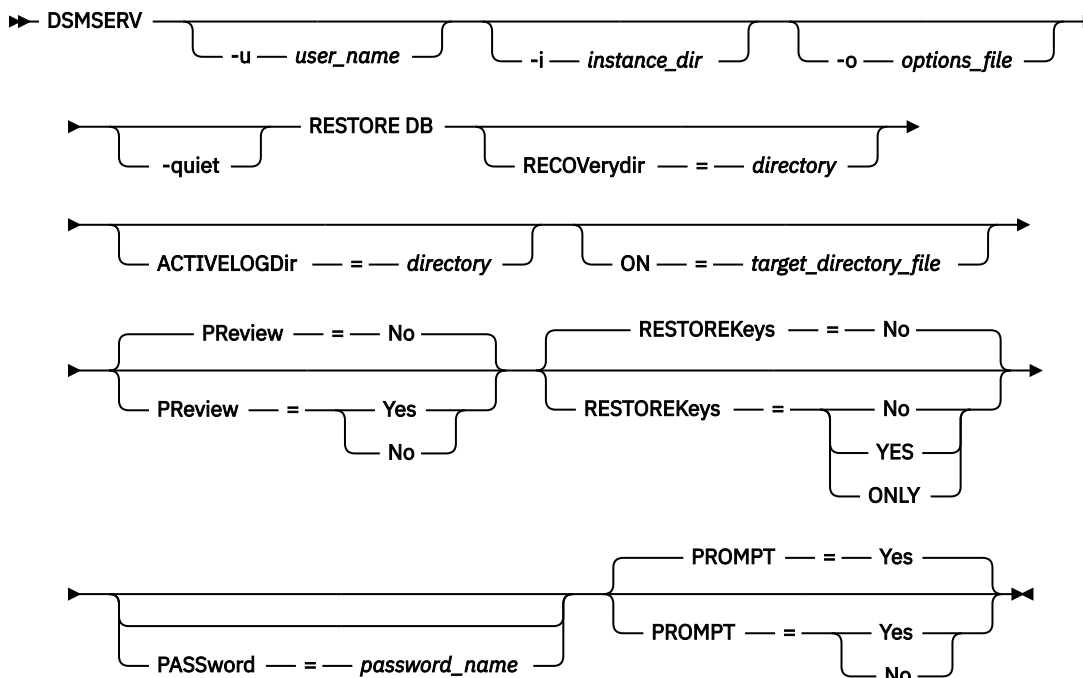 DSMSERV
-u user_name -i instance_dir -o options_file
-quiet RESTORE DB RECOVerydir = directory
ACTIVELOGDir = directory ON = target_directory_file
PReview = No RESTOREKeys = No
PReview = Yes RESTOREKeys = No
No YES
ONLY
PROMPT = Yes
PROMPT = Yes
PASSword = password_name No